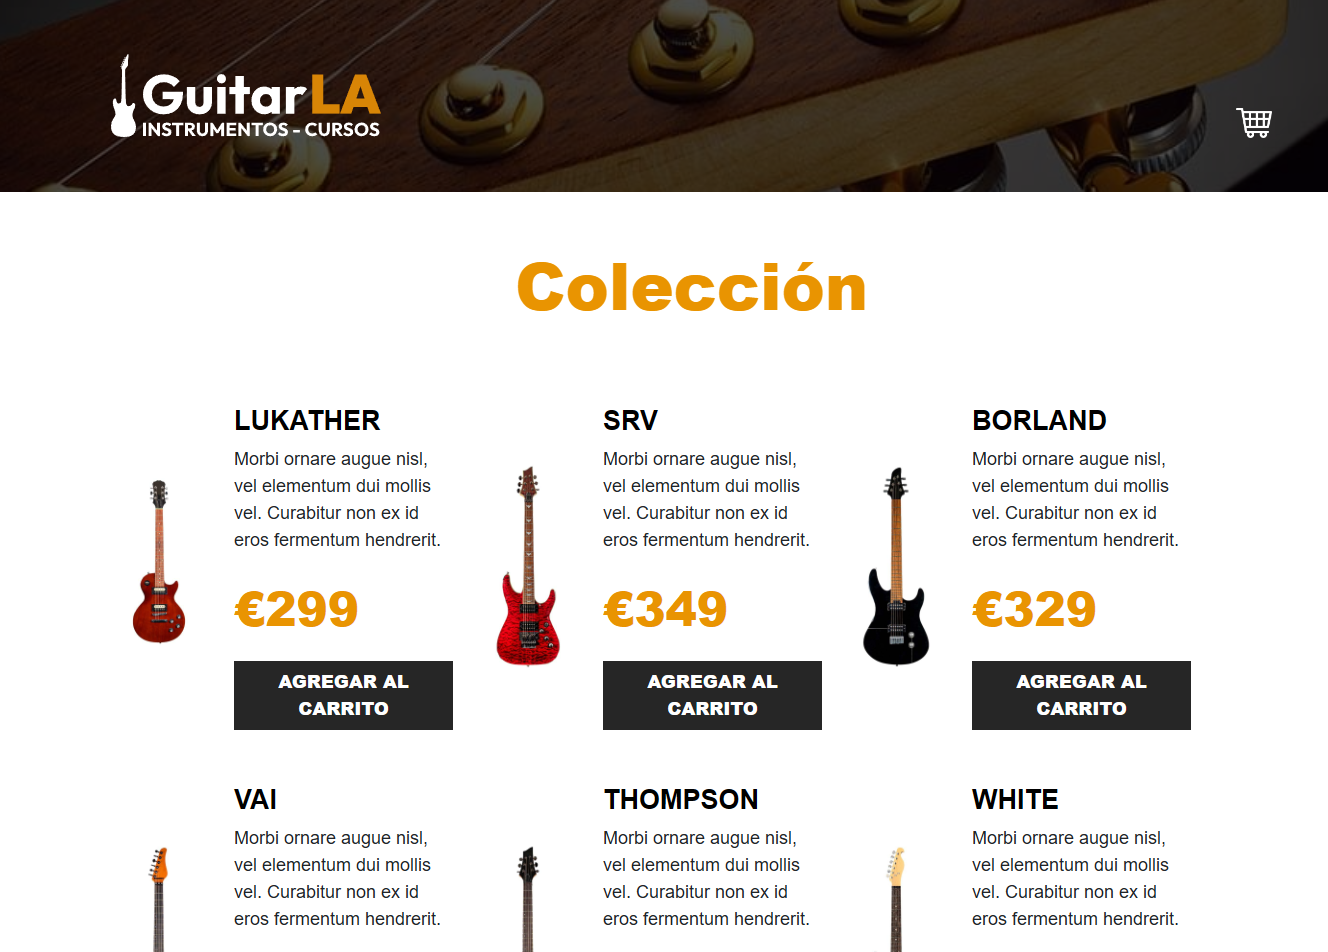 GuitarLA
INSTRUMENTOS - CURSOS
Colección
LUKATHER
Morbi ornare augue nisl,
vel elementum dui mollis
vel. Curabitur non ex id
eros fermentum hendrerit.
€299
AGREGAR AL
CARRITO
SRV
Morbi ornare augue nisl,
vel elementum dui mollis
vel. Curabitur non ex id
eros fermentum hendrerit.
€349
AGREGAR AL
CARRITO
BORLAND
Morbi ornare augue nisl,
vel elementum dui mollis
vel. Curabitur non ex id
eros fermentum hendrerit.
€329
AGREGAR AL
CARRITO
VAI
Morbi ornare augue nisl,
vel elementum dui mollis
vel. Curabitur non ex id
eros fermentum hendrerit.
THOMPSON
Morbi ornare augue nisl,
vel elementum dui mollis
vel. Curabitur non ex id
eros fermentum hendrerit.
WHITE
Morbi ornare augue nisl,
vel elementum dui mollis
vel. Curabitur non ex id
eros fermentum hendrerit.